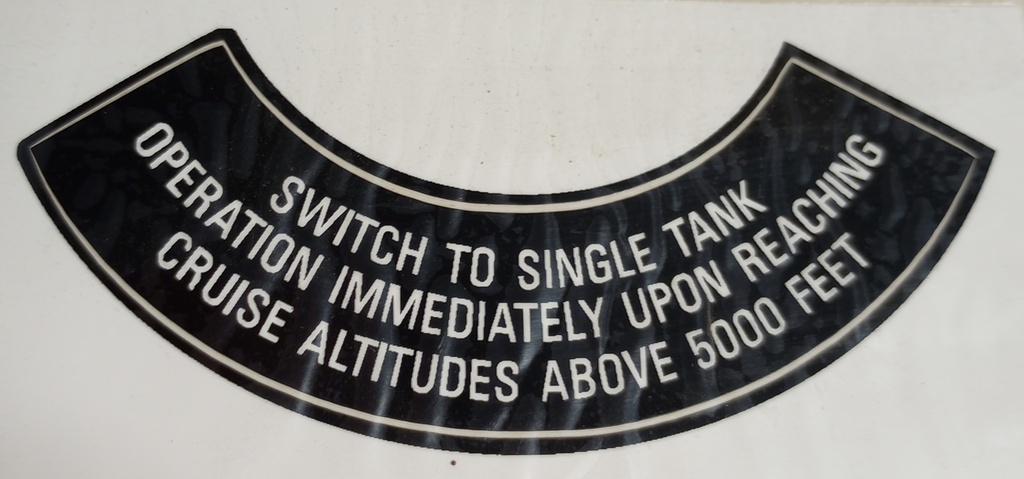 SWITCH TO SINGLE TANK
OPERATION IMMEDIATELY UPON REACHING
CRUISE ALTITUDES ABOVE 5000 FEET